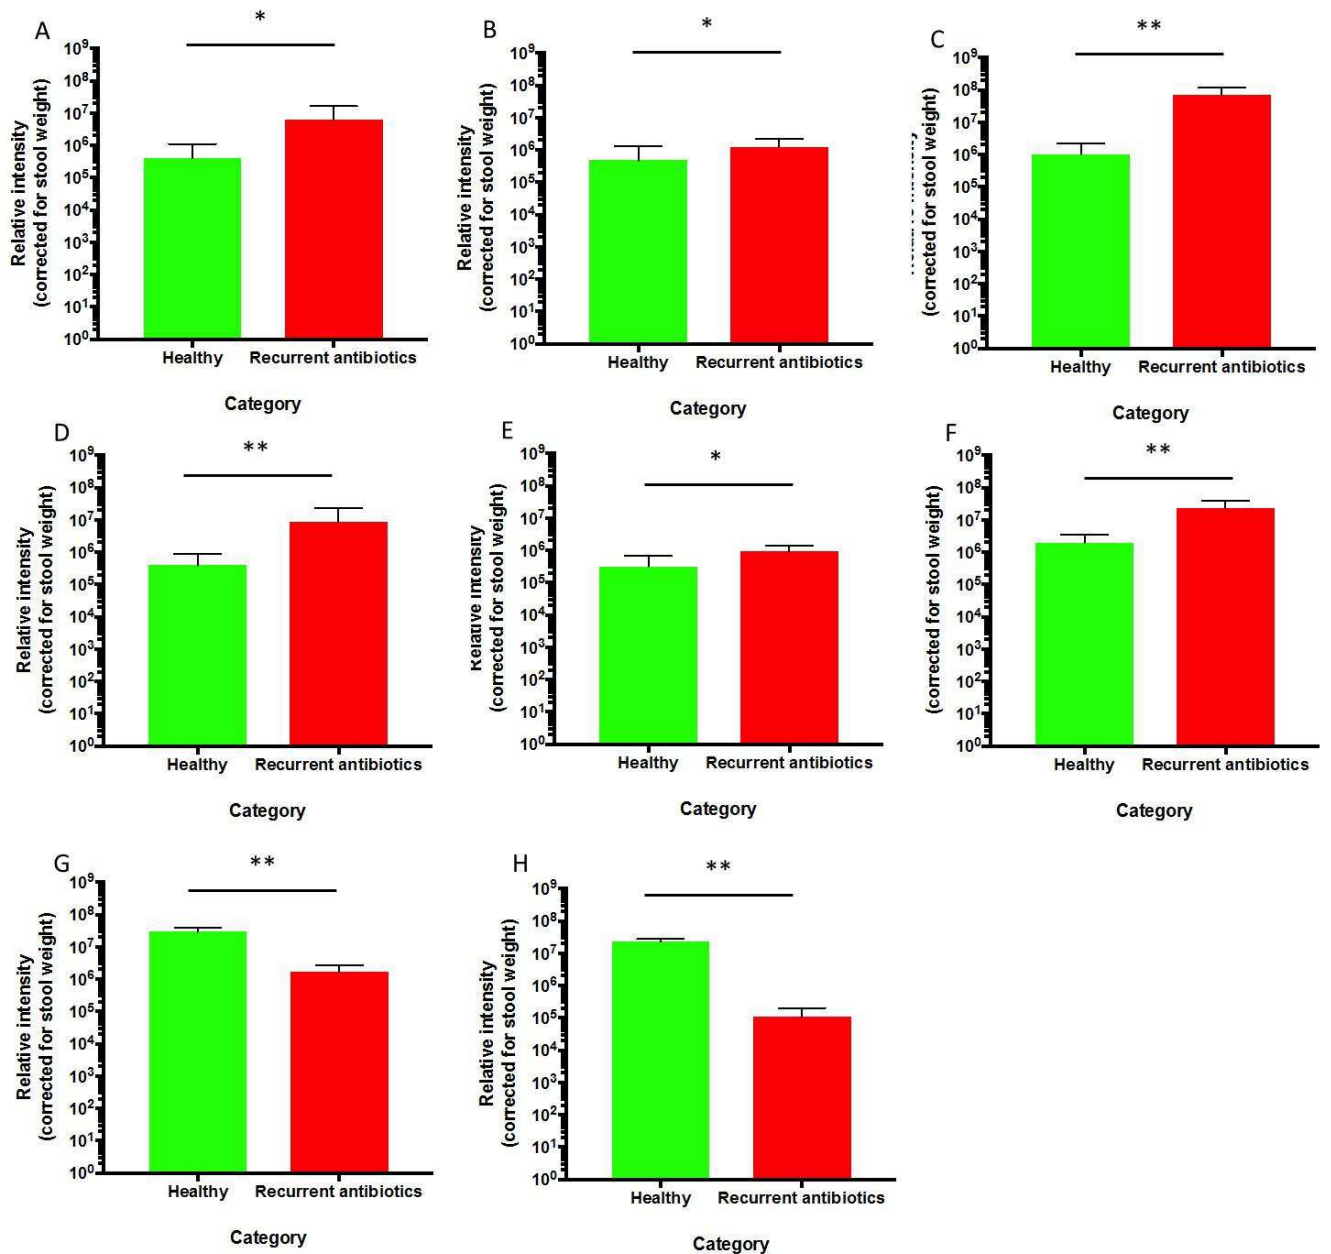 A
*
Relative intensity
(corrected for stool weight)
10⁹
10⁸
10⁷
10⁶
10⁵
10⁴
10³
10²
10¹
10⁰
Healthy
Recurrent antibiotics
Category
B
*
Relative intensity
(corrected for stool weight)
10⁹
10⁸
10⁷
10⁶
10⁵
10⁴
10³
10²
10¹
10⁰
Healthy
Recurrent antibiotics
Category
C
**
(corrected for stool weight)
10⁹
10⁸
10⁷
10⁶
10⁵
10⁴
10³
10²
10¹
10⁰
Healthy
Recurrent antibiotics
Category
D
**
Relative intensity
(corrected for stool weight)
10⁹
10⁸
10⁷
10⁶
10⁵
10⁴
10³
10²
10¹
10⁰
Healthy
Recurrent antibiotics
Category
E
*
Relative intensity
(corrected for stool weight)
10⁹
10⁸
10⁷
10⁶
10⁵
10⁴
10³
10²
10¹
10⁰
Healthy
Recurrent antibiotics
Category
F
**
(corrected for stool weight)
10⁹
10⁸
10⁷
10⁶
10⁵
10⁴
10³
10²
10¹
10⁰
Healthy
Recurrent antibiotics
Category
G
**
Relative intensity
(corrected for stool weight)
10⁹
10⁸
10⁷
10⁶
10⁵
10⁴
10³
10²
10¹
10⁰
Healthy
Recurrent antibiotics
Category
H
**
Relative intensity
(corrected for stool weight)
10⁹
10⁸
10⁷
10⁶
10⁵
10⁴
10³
10²
10¹
10⁰
Healthy
Recurrent antibiotics
Category